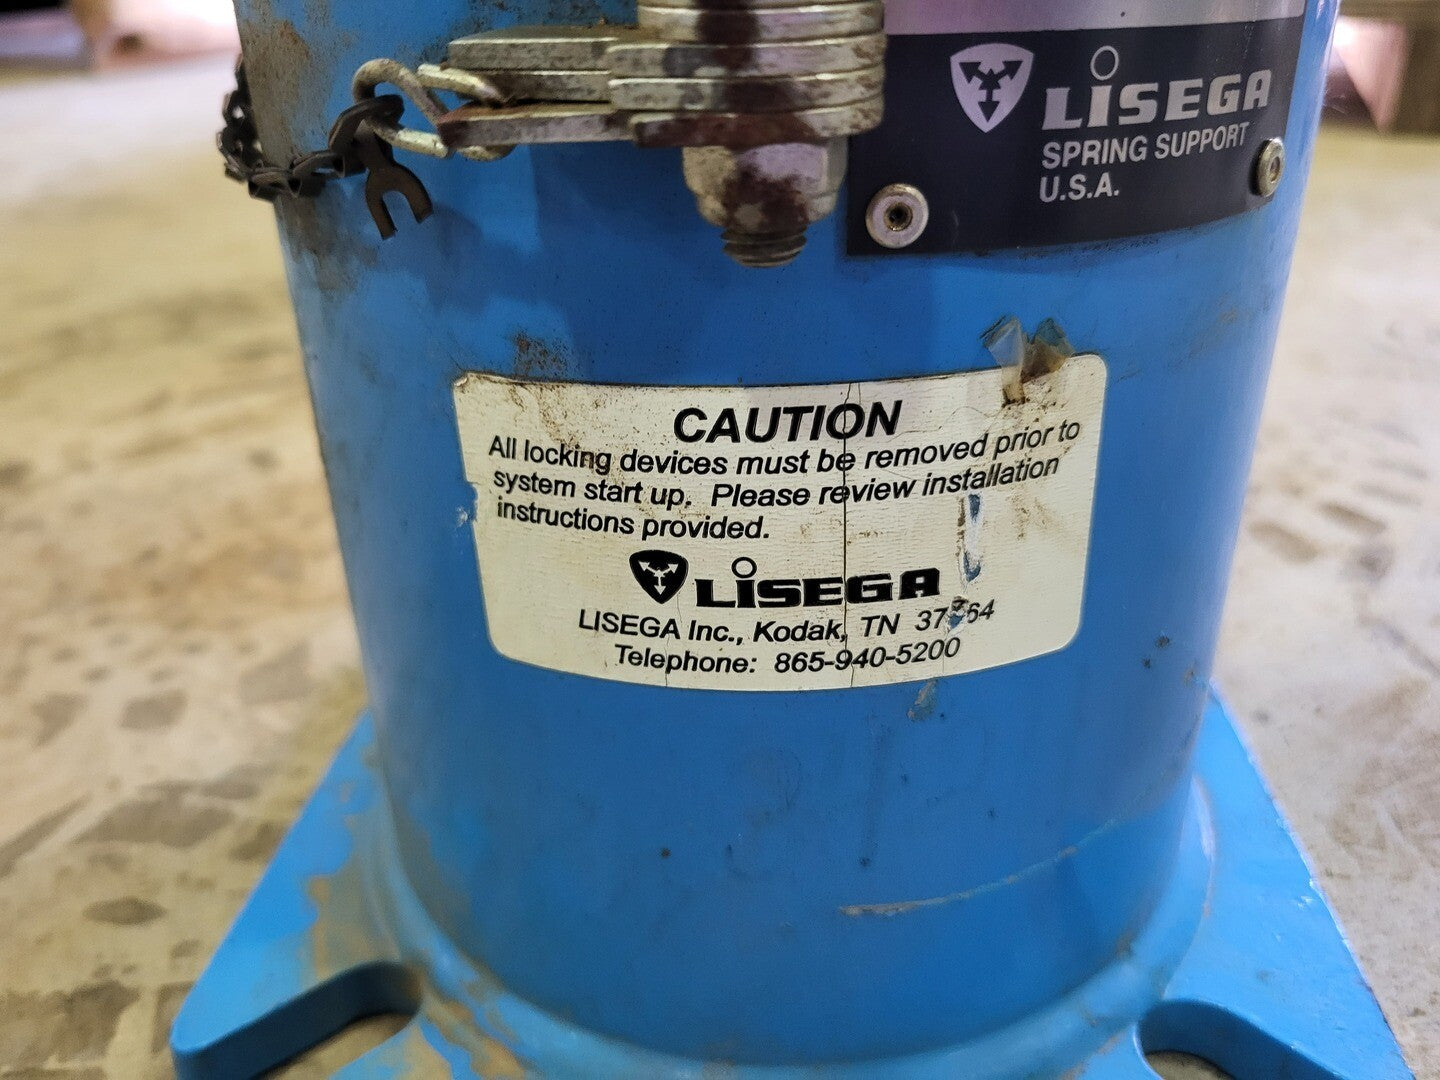 LISEGA
SPRING SUPPORT
U.S.A.
CAUTION
All locking devices must be removed prior to
system start up. Please review installation
instructions provided.
LISEGA
LISEGA Inc., Kodak, TN
Telephone: 865-940-5200